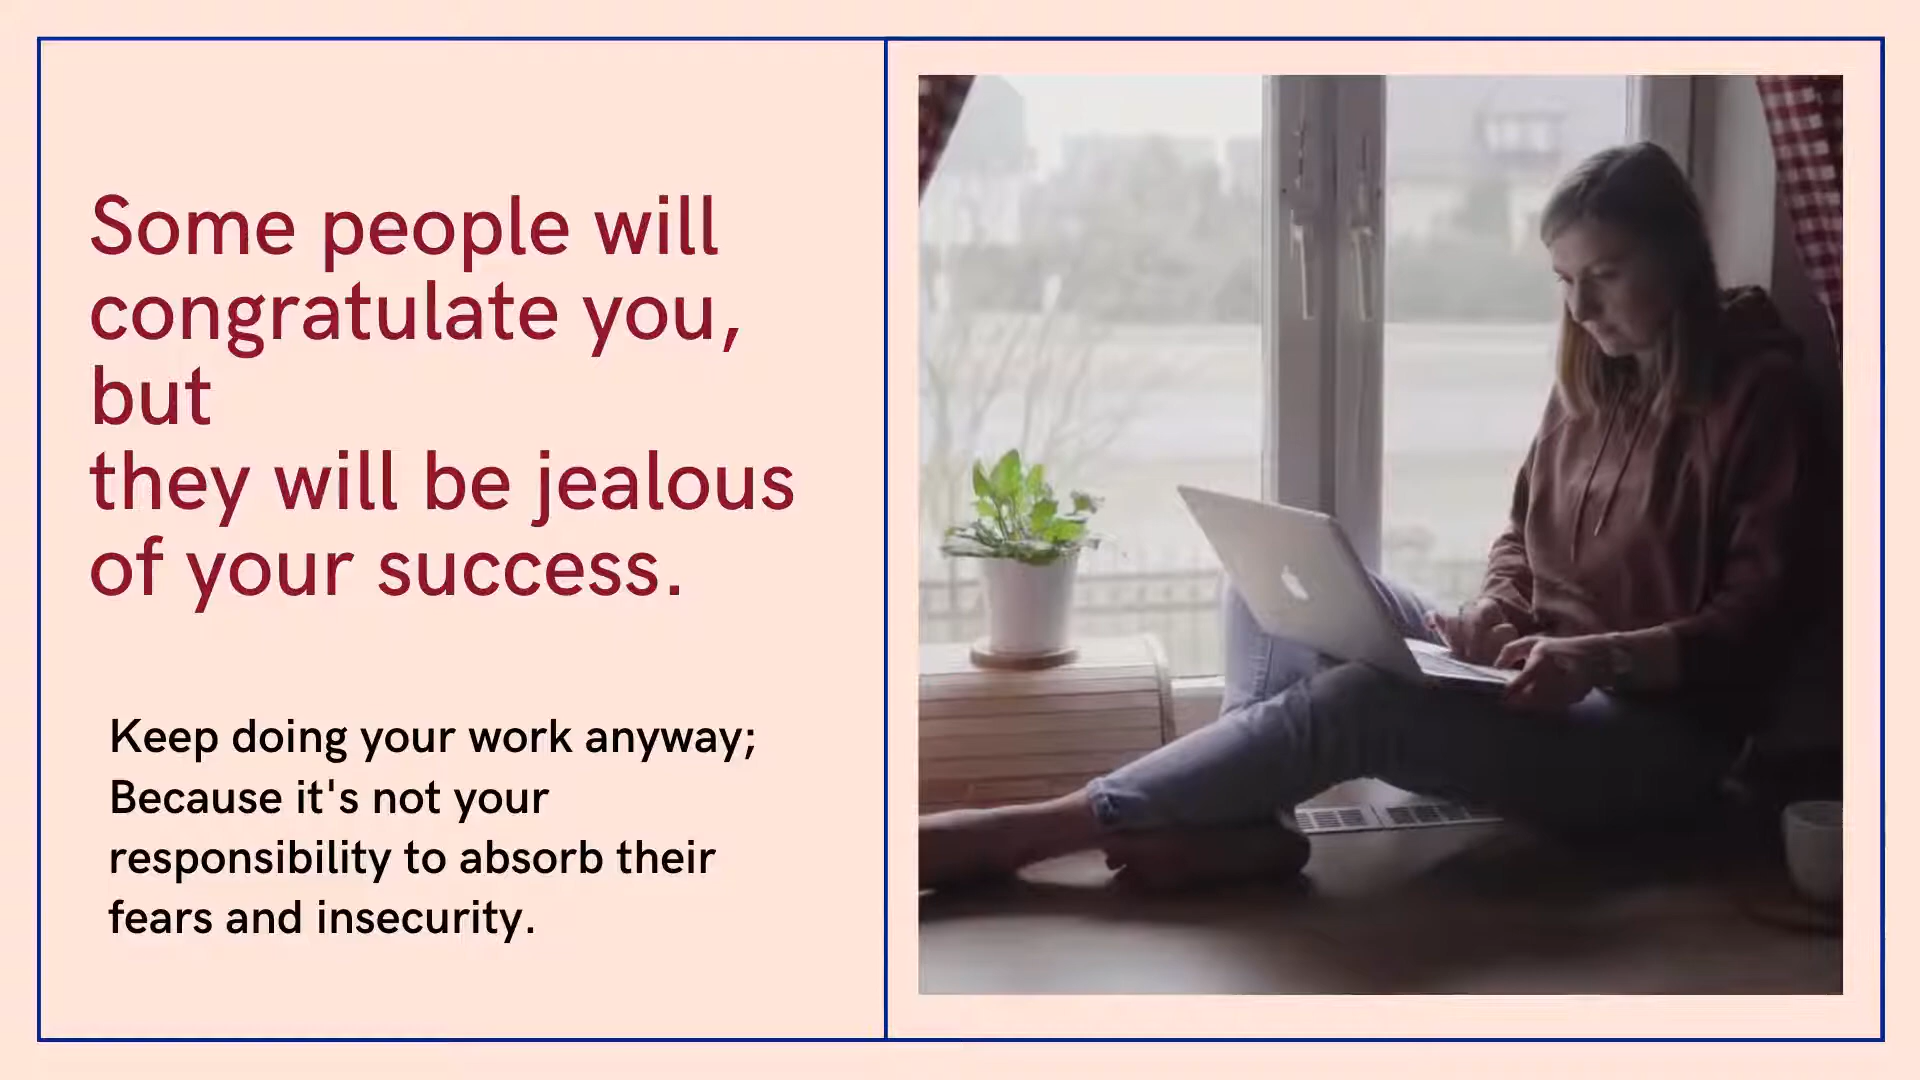 Some people will
congratulate you,
but
they will be jealous
of your success.
Keep doing your work anyway;
Because it's not your
responsibility to absorb their
fears and insecurity.